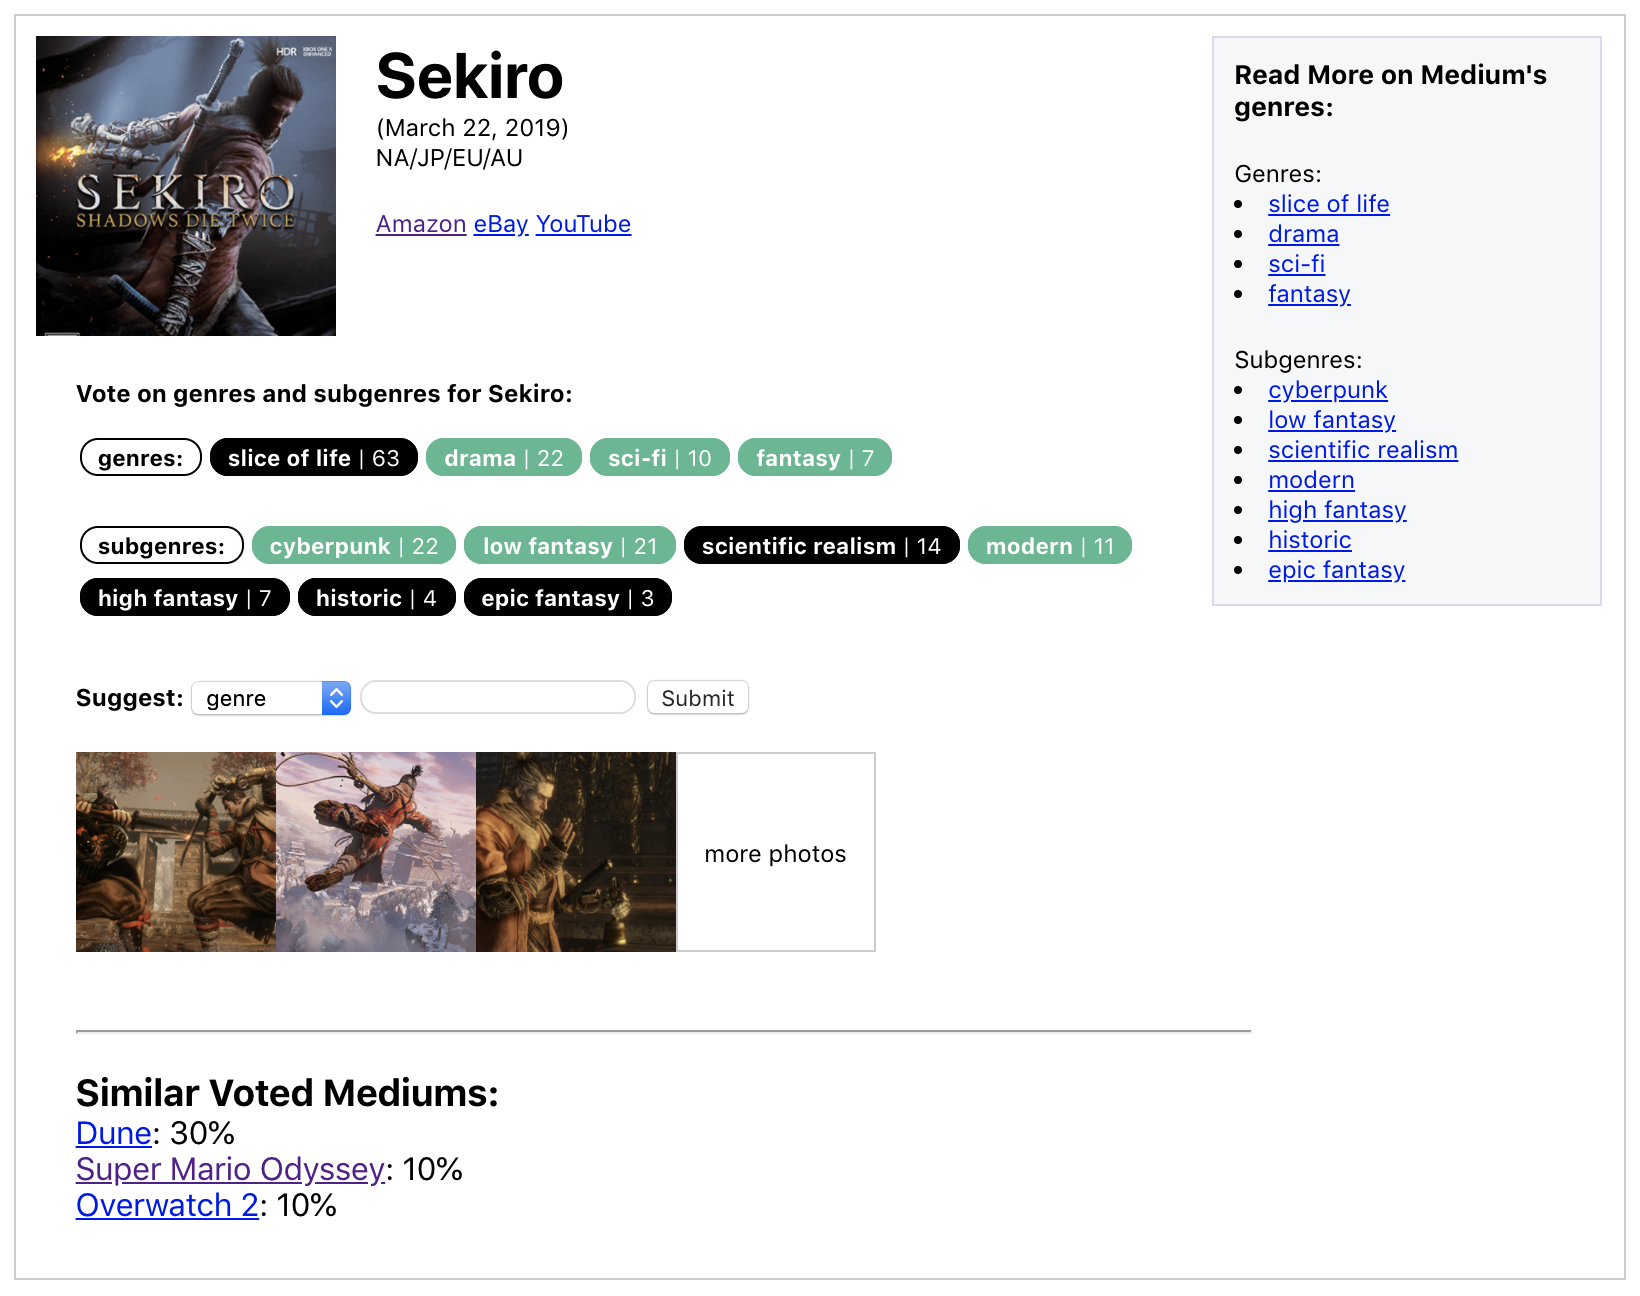 HDR XBOX ONE X
ENHANCED
SEKIRO
SHADOWS DIE TWICE
Sekiro
(March 22, 2019)
NA/JP/EU/AU
Amazon eBay YouTube
Vote on genres and subgenres for Sekiro:
genres: slice of life | 63 drama | 22 sci-fi | 10 fantasy | 7
subgenres: cyberpunk | 22 low fantasy | 21 scientific realism | 14 modern | 11
high fantasy | 7 historic | 4 epic fantasy | 3
Suggest: genre Submit
more photos
Similar Voted Mediums:
Dune: 30%
Super Mario Odyssey: 10%
Overwatch 2: 10%
Read More on Medium's
genres:
Genres:
• slice of life
• drama
• sci-fi
• fantasy
Subgenres:
• cyberpunk
• low fantasy
• scientific realism
• modern
• high fantasy
• historic
• epic fantasy